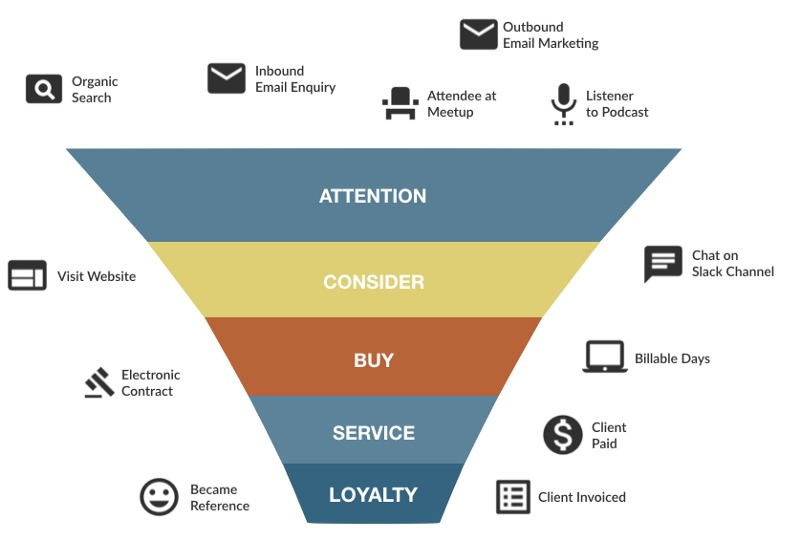 Outbound
Email Marketing
Organic
Search
Inbound
Email Enquiry
Attendee at
Meetup
Listener
to Podcast
ATTENTION
Visit Website
CONSIDER
Chat on
Slack Channel
BUY
Billable Days
Electronic
Contract
SERVICE
Client
Paid
Became
Reference
LOYALTY
Client Invoiced